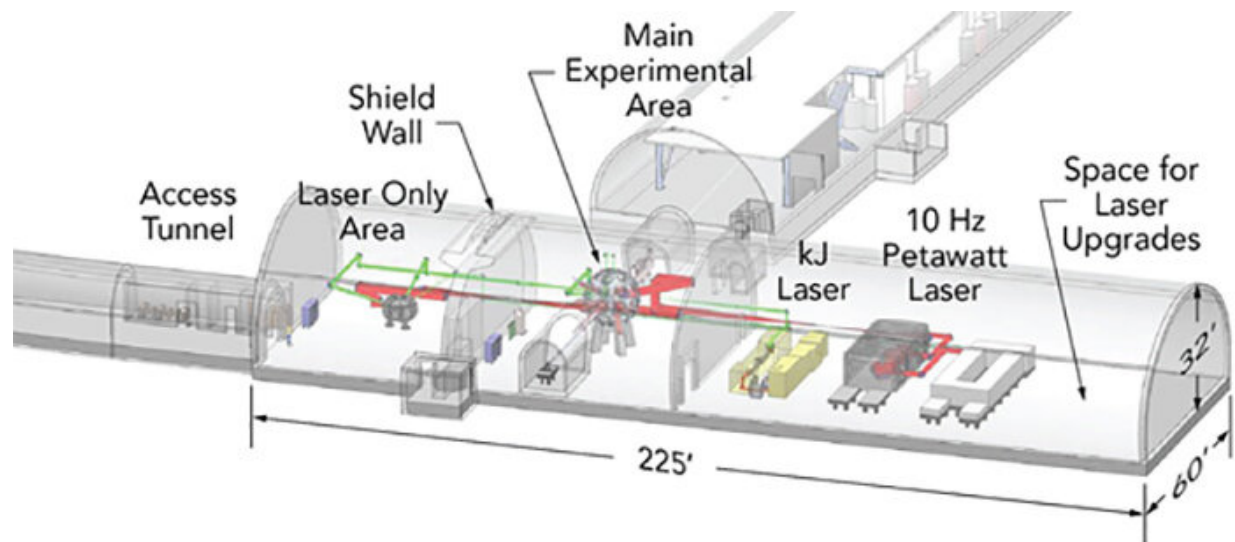 Main
Experimental
Area
Shield
Wall
Access
Tunnel
Laser Only
Area
Space for
Laser
Upgrades
10 Hz
Petawatt
Laser
kJ
Laser
32'
60'
225'